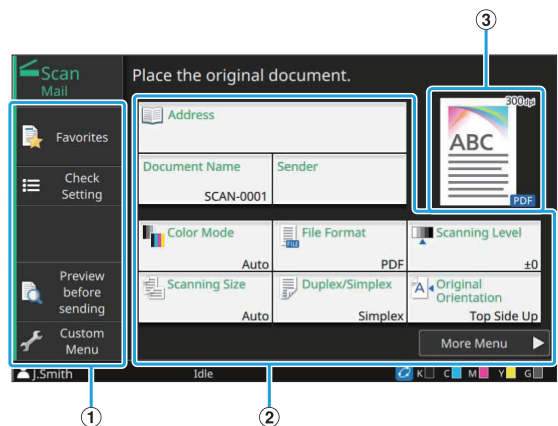 ③
Scan
Mail
Place the original document.
300dpi
ABC
PDF
Favorites
Check
Setting
Preview
before
sending
Custom
Menu
Address
Document Name
SCAN-0001
Sender
Color Mode
Auto
File Format
FILE
PDF
Scanning Level
±0
Scanning Size
Auto
Duplex/Simplex
Simplex
A
Original
Orientation
Top Side Up
More Menu
J.Smith
Idle
K C M Y G
① ②